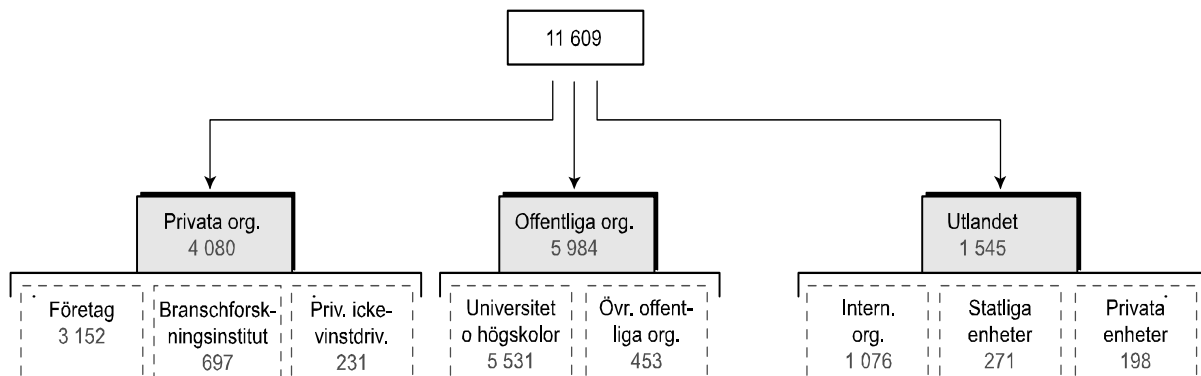 11 609
Privata org.
4 080
Offentliga org.
5 984
Utlandet
1 545
Företag
3 152
Branschforsk-
ningsinstitut
697
Priv. icke-
vinstdriv.
231
Universitet
o högskolor
5 531
Övr. offent-
liga org.
453
Intern.
org.
1 076
Statliga
enheter
271
Privata
enheter
198